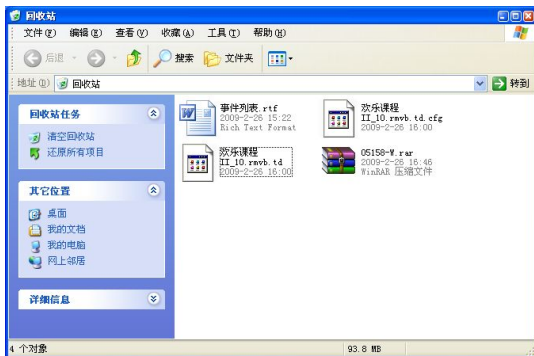 回收站
文件(F) 编辑(E) 查看(V) 收藏(A) 工具(T) 帮助(H)
后退 搜索 文件夹
地址(D) 回收站 转到
回收站任务
清空回收站
还原所有项目
其它位置
桌面
我的文档
我的电脑
网上邻居
详细信息
事件列表.rtf
2009-2-26 15:22
Rich Text Format
欢乐课程
II_10.rmvb.td.cfg
2009-2-26 16:00
欢乐课程
II_10.rmvb.td
2009-2-26 16:00
05158-W.rar
2009-2-26 16:46
WinRAR 压缩文件
4 个对象 93.8 MB